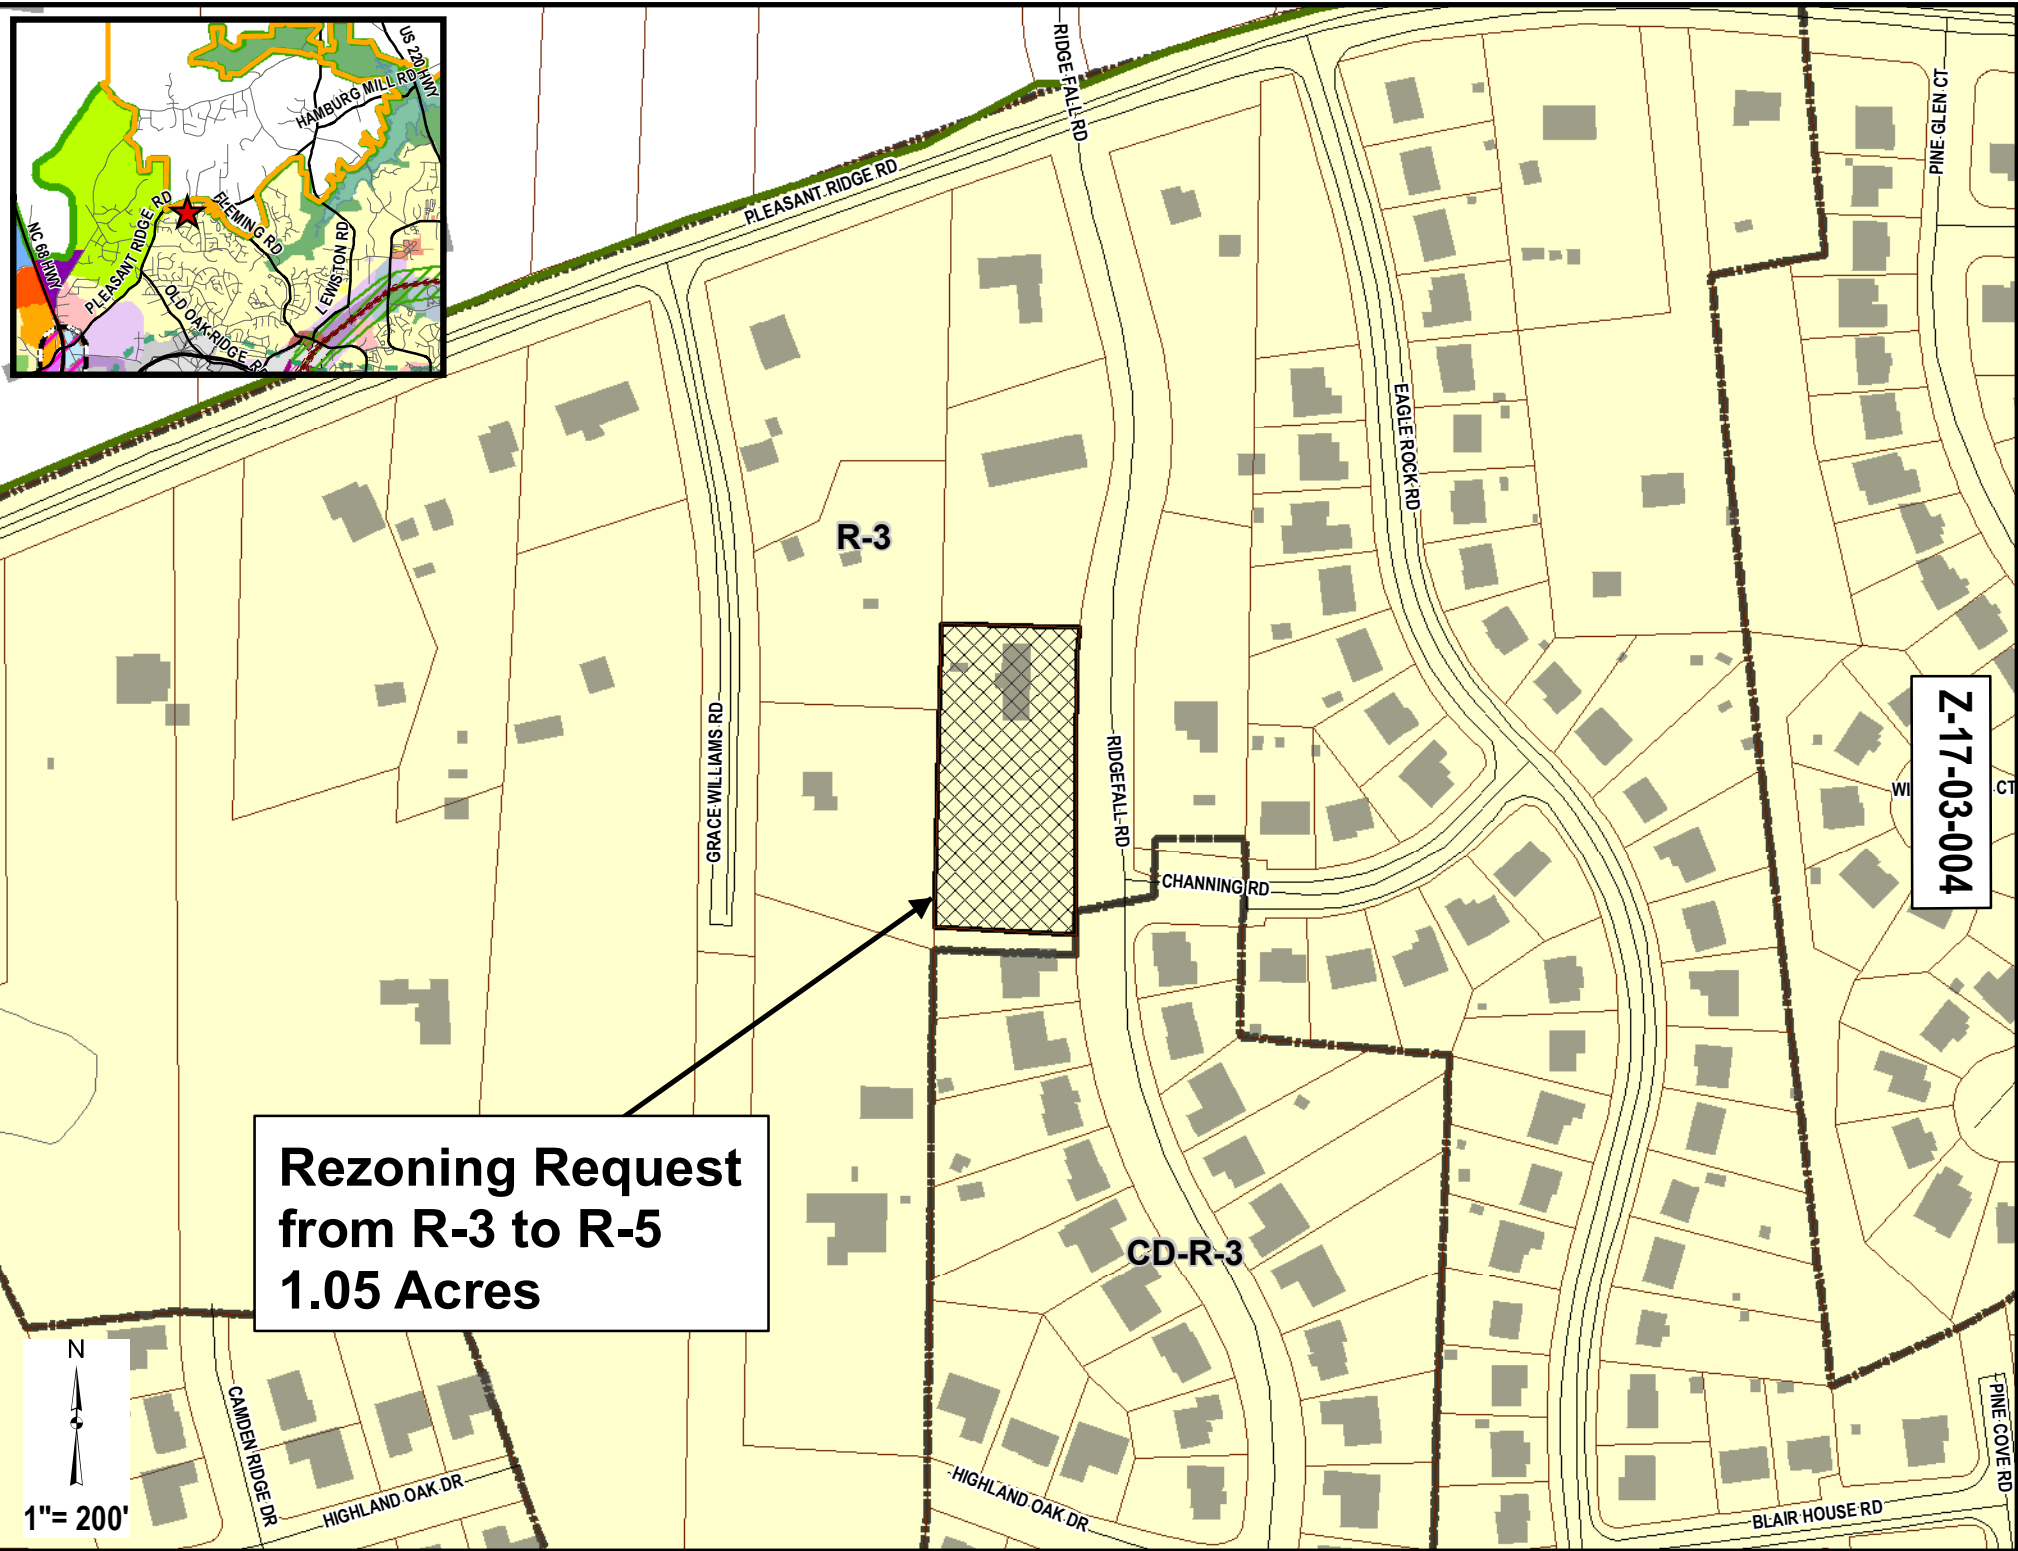 US 220 HWY
HAMBURG MILL RD
FLEMING RD
PLEASANT RIDGE RD
NC 68 HWY
LEWISTON RD
OLD OAK RIDGE RD
RIDGE FALL RD
PLEASANT RIDGE RD
PINE GLEN CT
EAGLE ROCK RD
R-3
GRACE WILLIAMS RD
RIDGEFALL RD
CHANNING RD
Z-17-03-004
WI
CT
Rezoning Request
from R-3 to R-5
1.05 Acres
CD-R-3
N
1"= 200'
CAMDEN RIDGE DR
HIGHLAND OAK DR
HIGHLAND OAK DR
BLAIR HOUSE RD
PINE COVE RD